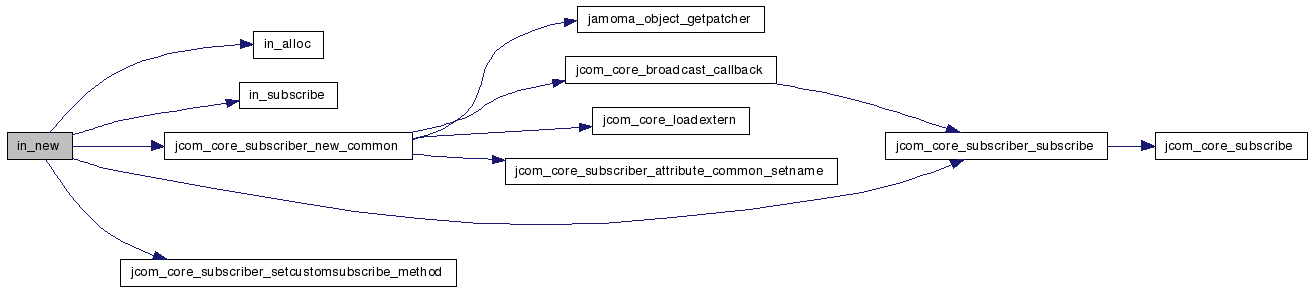 jamoma_object_getpatcher
in_alloc
jcom_core_broadcast_callback
in_subscribe
jcom_core_loadextern
in_new
jcom_core_subscriber_new_common
jcom_core_subscriber_subscribe
jcom_core_subscribe
jcom_core_subscriber_attribute_common_setname
jcom_core_subscriber_setcustomsubscribe_method